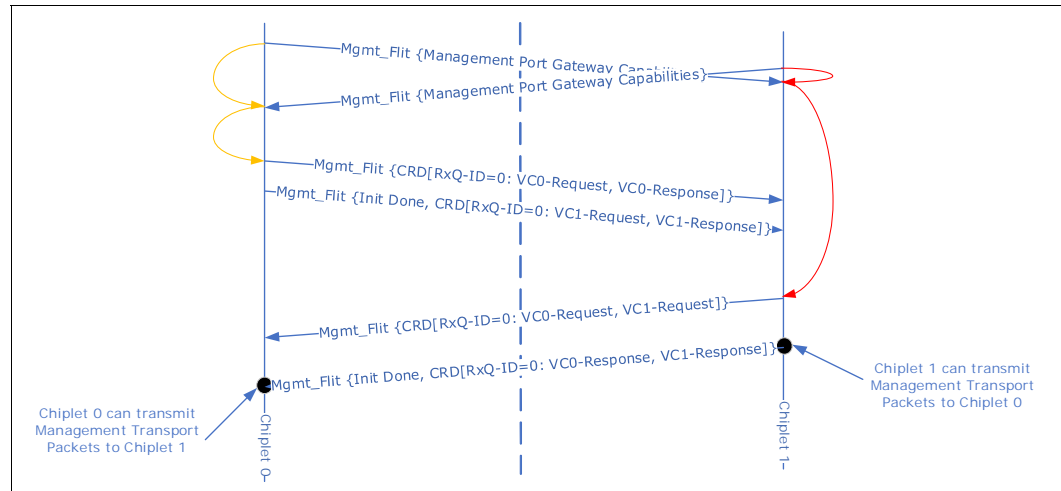 Mgmt_Flit {Management Port Gateway Capabilities}
Mgmt_Flit {Management Port Gateway Capabilities}
Mgmt_Flit {CRD[RxQ-ID=0: VC0-Request, VC0-Response]}
Mgmt_Flit {Init Done, CRD[RxQ-ID=0: VC1-Request, VC1-Response]}
Mgmt_Flit {CRD[RxQ-ID=0: VC0-Request, VC1-Request]}
Mgmt_Flit {Init Done, CRD[RxQ-ID=0: VC0-Response, VC1-Response]}
Chiplet 1 can transmit
Management Transport
Packets to Chiplet 0
Chiplet 0 can transmit
Management Transport
Packets to Chiplet 1
Chiplet 0
Chiplet 1